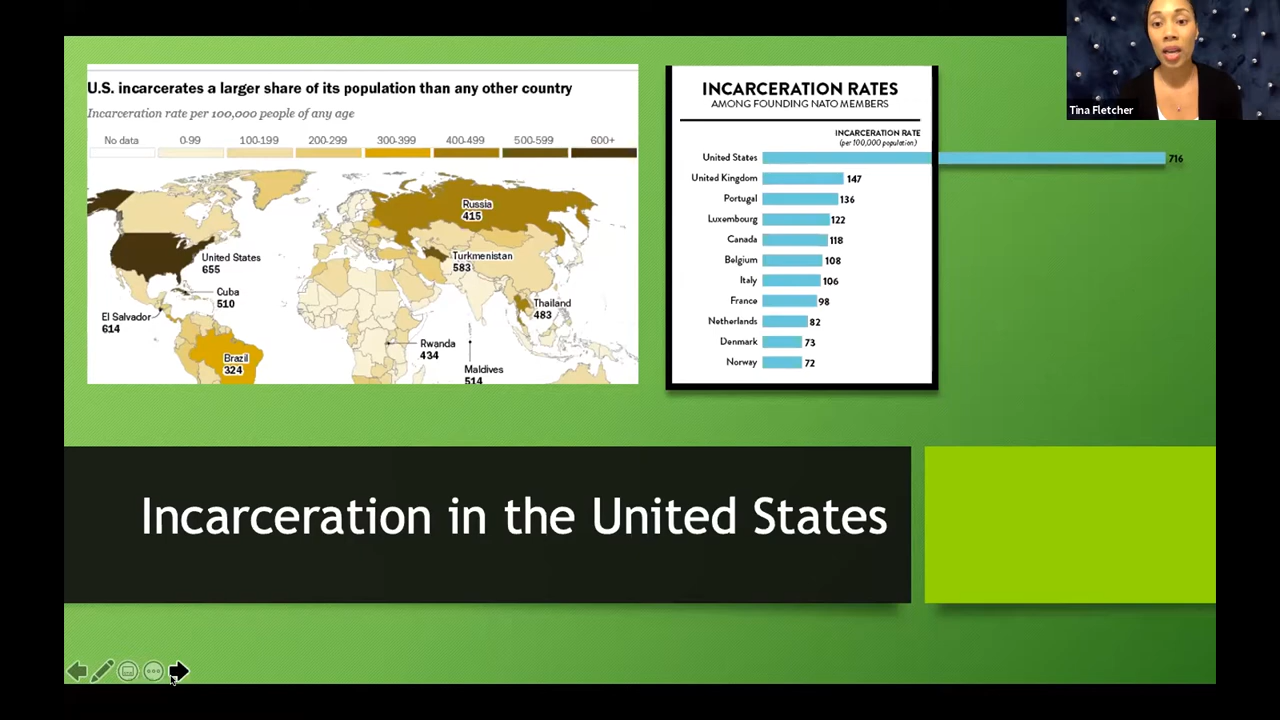 U.S. incarcerates a larger share of its population than any other country
Incarceration rate per 100,000 people of any age
No data 0-99 100-199 200-299 300-399 400-499 500-599 600+
Russia
415
United States
655
Turkmenistan
583
Cuba
510
El Salvador
614
Thailand
483
Brazil
324
Rwanda
434
Maldives
514
INCARCERATION RATES
AMONG FOUNDING NATO MEMBERS
INCARCERATION RATE
(per 100,000 population)
United States 716
United Kingdom 147
Portugal 136
Luxembourg 122
Canada 118
Belgium 108
Italy 106
France 98
Netherlands 82
Denmark 73
Norway 72
Tina Fletcher
Incarceration in the United States